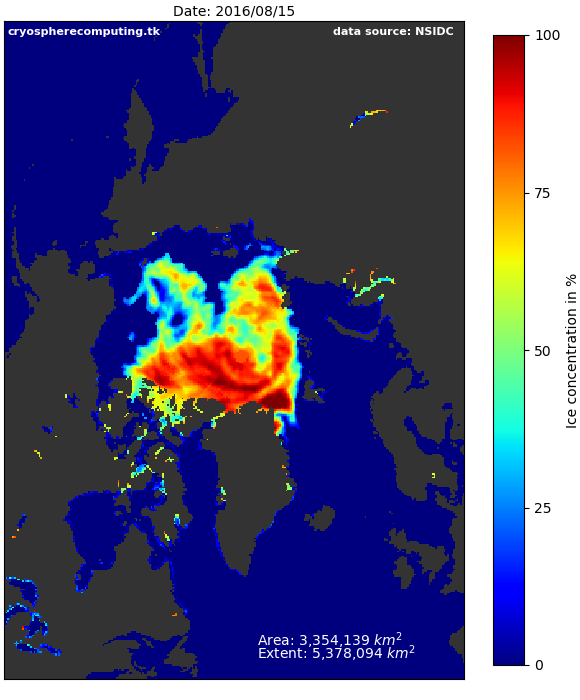 Date: 2016/08/15
cryospherecomputing.tk data source: NSIDC
100
75
50
25
0
Ice concentration in %
Area: 3,354,139 km²
Extent: 5,378,094 km²